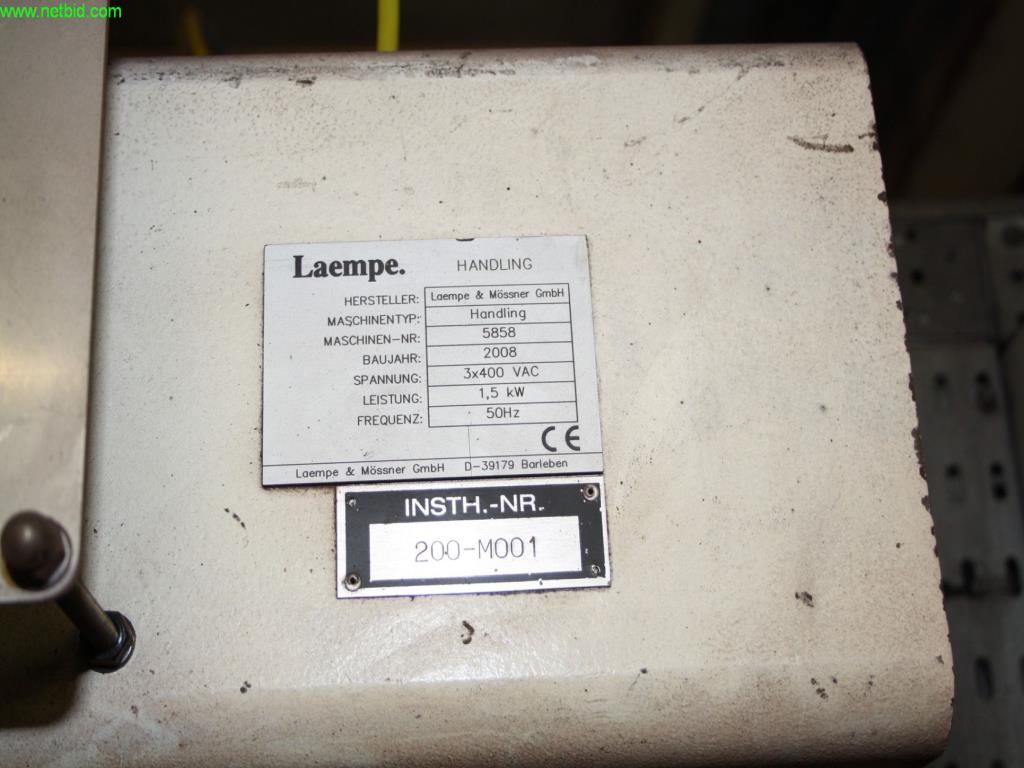 www.netbid.com
Laempe. HANDLING
HERSTELLER: Laempe & Mössner GmbH
MASCHINENTYP: Handling
MASCHINEN-NR: 5858
BAUJAHR: 2008
SPANNUNG: 3x400 VAC
LEISTUNG: 1,5 kW
FREQUENZ: 50Hz
CE
Laempe & Mössner GmbH D-39179 Barleben
INSTH.-NR.
200-M001